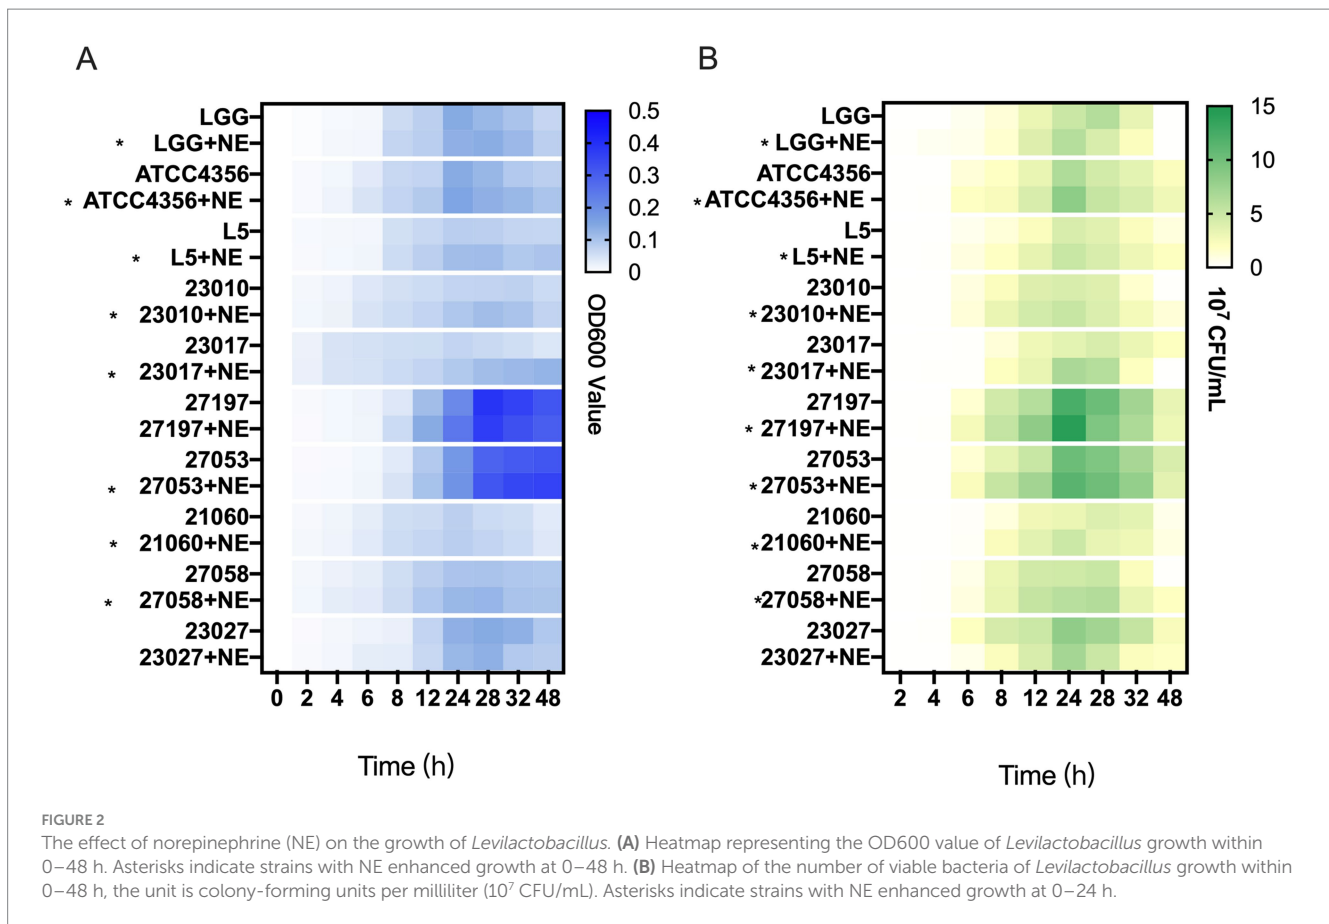 A
B
LGG
* LGG+NE
ATCC4356
* ATCC4356+NE
L5
* L5+NE
23010
* 23010+NE
23017
* 23017+NE
27197
27197+NE
27053
* 27053+NE
21060
* 21060+NE
27058
* 27058+NE
23027
23027+NE
0 2 4 6 8 12 24 28 32 48
Time (h)
0.5
0.4
0.3
0.2
0.1
0
OD600 Value
LGG
* LGG+NE
ATCC4356
* ATCC4356+NE
L5
* L5+NE
23010
* 23010+NE
23017
* 23017+NE
27197
* 27197+NE
27053
* 27053+NE
21060
* 21060+NE
27058
* 27058+NE
23027
23027+NE
2 4 6 8 12 24 28 32 48
Time (h)
15
10
5
0
10⁷ CFU/mL
FIGURE 2
The effect of norepinephrine (NE) on the growth of Levilactobacillus. (A) Heatmap representing the OD600 value of Levilactobacillus growth within
0–48 h. Asterisks indicate strains with NE enhanced growth at 0–48 h. (B) Heatmap of the number of viable bacteria of Levilactobacillus growth within
0–48 h, the unit is colony-forming units per milliliter (10⁷ CFU/mL). Asterisks indicate strains with NE enhanced growth at 0–24 h.